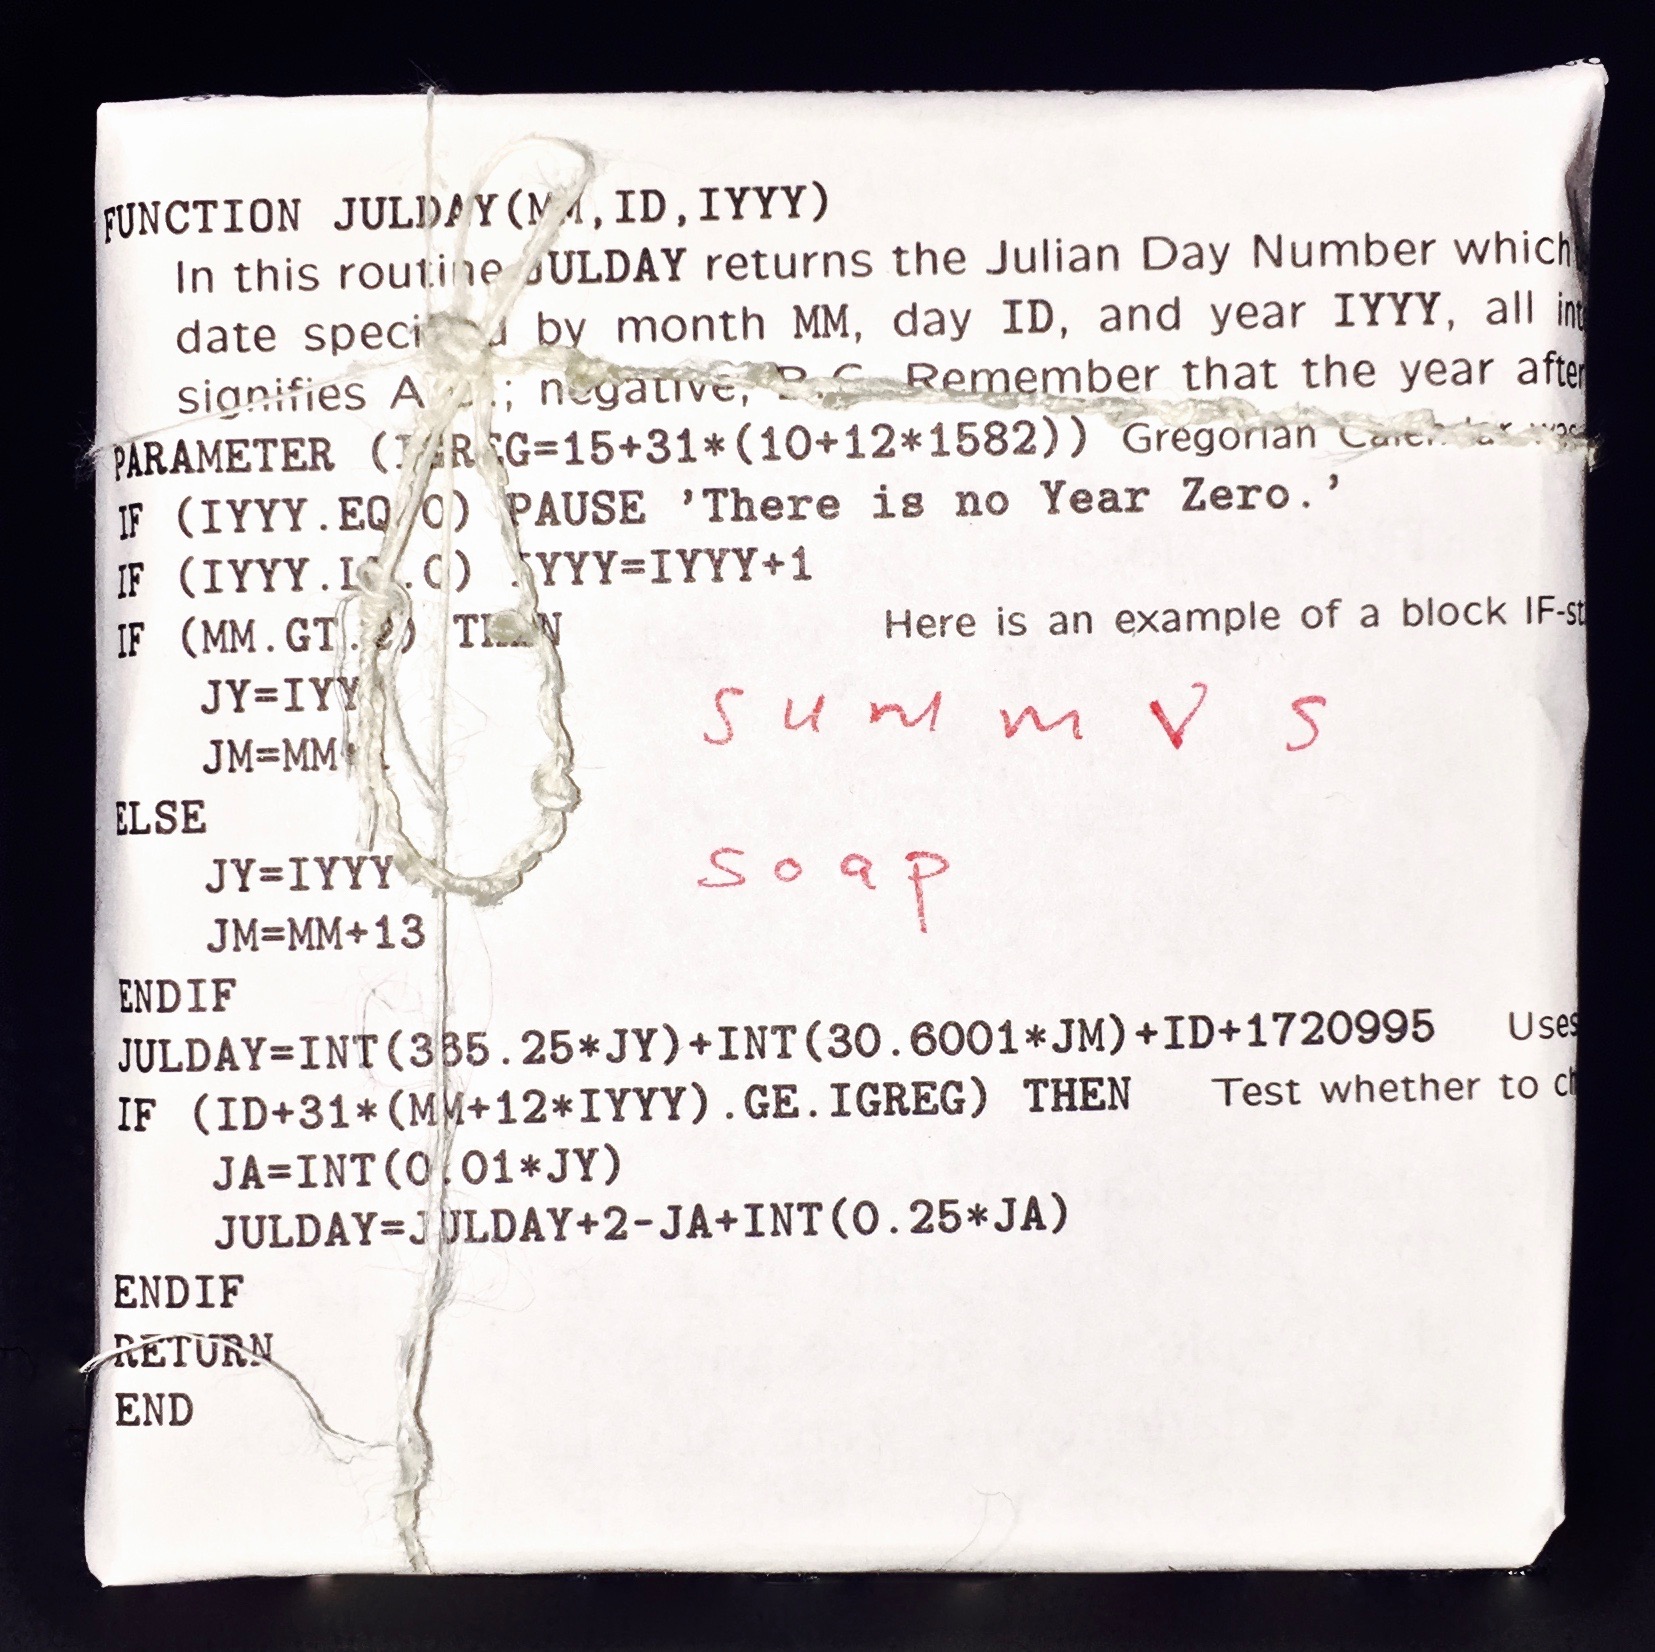 FUNCTION JULDAY(MM,ID,IYYY)
In this routine JULDAY returns the Julian Day Number which
date speci d by month MM, day ID, and year IYYY, all int
signifies A ; negative, B.C. Remember that the year after
PARAMETER (IGREG=15+31*(10+12*1582)) Gregorian Calendar was
IF (IYYY.EQ.0) PAUSE 'There is no Year Zero.'
IF (IYYY.L .0) IYYY=IYYY+1
IF (MM.GT.2) THEN Here is an example of a block IF-st
JY=IYY
JM=MM+1
summvs
ELSE
soap
JY=IYYY
JM=MM+13
ENDIF
JULDAY=INT(365.25*JY)+INT(30.6001*JM)+ID+1720995 Uses
IF (ID+31*(MM+12*IYYY).GE.IGREG) THEN Test whether to ch
JA=INT(0.01*JY)
JULDAY=JULDAY+2-JA+INT(0.25*JA)
ENDIF
RETURN
END